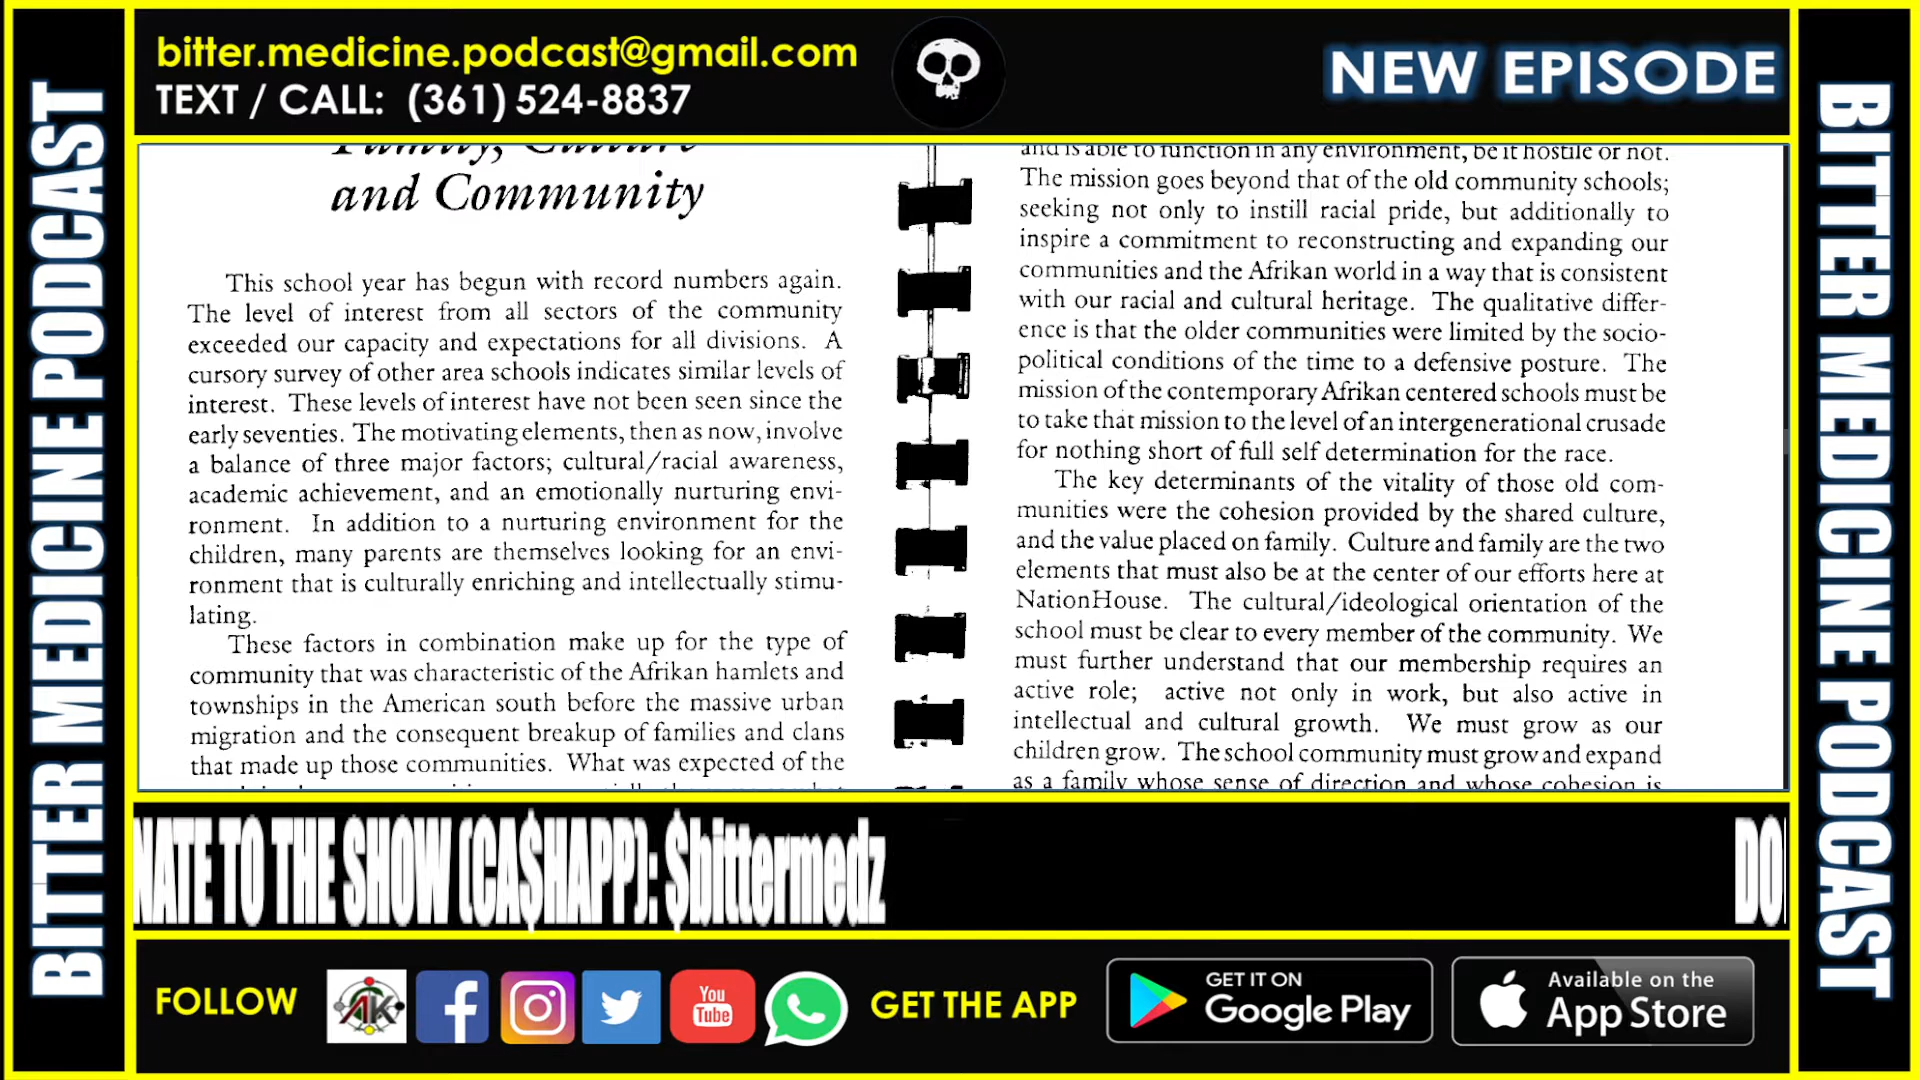 bitter.medicine.podcast@gmail.com
TEXT / CALL: (361) 524-8837
NEW EPISODE
BITTER MEDICINE PODCAST
Family, Culture
and Community
This school year has begun with record numbers again.
The level of interest from all sectors of the community
exceeded our capacity and expectations for all divisions. A
cursory survey of other area schools indicates similar levels of
interest. These levels of interest have not been seen since the
early seventies. The motivating elements, then as now, involve
a balance of three major factors; cultural/racial awareness,
academic achievement, and an emotionally nurturing envi-
ronment. In addition to a nurturing environment for the
children, many parents are themselves looking for an envi-
ronment that is culturally enriching and intellectually stimu-
lating.
These factors in combination make up for the type of
community that was characteristic of the Afrikan hamlets and
townships in the American south before the massive urban
migration and the consequent breakup of families and clans
that made up those communities. What was expected of the
and is able to function in any environment, be it hostile or not.
The mission goes beyond that of the old community schools;
seeking not only to instill racial pride, but additionally to
inspire a commitment to reconstructing and expanding our
communities and the Afrikan world in a way that is consistent
with our racial and cultural heritage. The qualitative differ-
ence is that the older communities were limited by the socio-
political conditions of the time to a defensive posture. The
mission of the contemporary Afrikan centered schools must be
to take that mission to the level of an intergenerational crusade
for nothing short of full self determination for the race.
The key determinants of the vitality of those old com-
munities were the cohesion provided by the shared culture,
and the value placed on family. Culture and family are the two
elements that must also be at the center of our efforts here at
NationHouse. The cultural/ideological orientation of the
school must be clear to every member of the community. We
must further understand that our membership requires an
active role; active not only in work, but also active in
intellectual and cultural growth. We must grow as our
children grow. The school community must grow and expand
as a family whose sense of direction and whose cohesion is
BITTER MEDICINE PODCAST
NATE TO THE SHOW (CA$HAPP): $bittermedz
DO
FOLLOW
AK
You
Tube
GET THE APP
GET IT ON
Google Play
Available on the
App Store